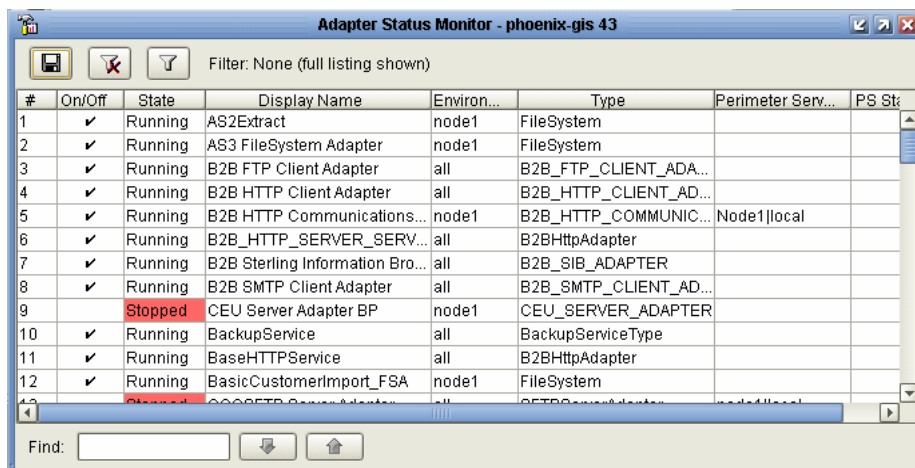 Adapter Status Monitor - phoenix-gis 43
Filter: None (full listing shown)
# On/Off State Display Name Environ... Type Perimeter Serv... PS Sta
1 ✔ Running AS2Extract node1 FileSystem
2 ✔ Running AS3 FileSystem Adapter node1 FileSystem
3 ✔ Running B2B FTP Client Adapter all B2B_FTP_CLIENT_ADA...
4 ✔ Running B2B HTTP Client Adapter all B2B_HTTP_CLIENT_AD...
5 ✔ Running B2B HTTP Communications... node1 B2B_HTTP_COMMUNIC... Node1|local
6 ✔ Running B2B_HTTP_SERVER_SERV... all B2BHttpAdapter
7 ✔ Running B2B Sterling Information Bro... all B2B_SIB_ADAPTER
8 ✔ Running B2B SMTP Client Adapter all B2B_SMTP_CLIENT_AD...
9 Stopped CEU Server Adapter BP node1 CEU_SERVER_ADAPTER
10 ✔ Running BackupService all BackupServiceType
11 ✔ Running BaseHTTPService all B2BHttpAdapter
12 ✔ Running BasicCustomerImport_FSA node1 FileSystem
Find: